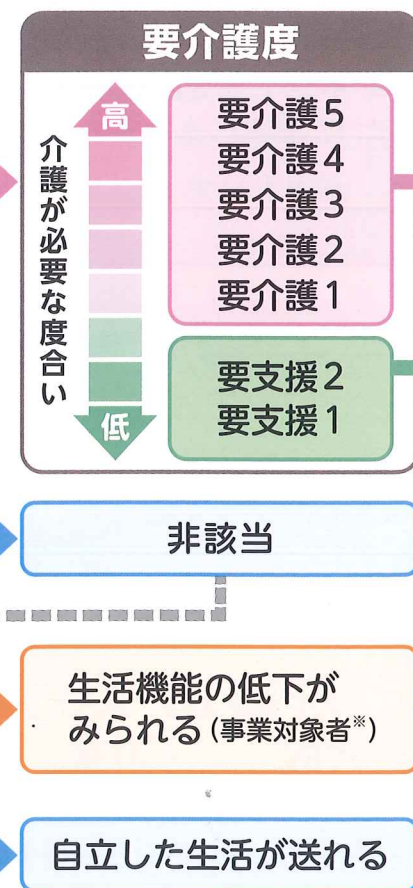 要介護度
高
介護が必要な度合い
低
要介護5
要介護4
要介護3
要介護2
要介護1
要支援2
要支援1
非該当
生活機能の低下が
みられる(事業対象者※)
自立した生活が送れる